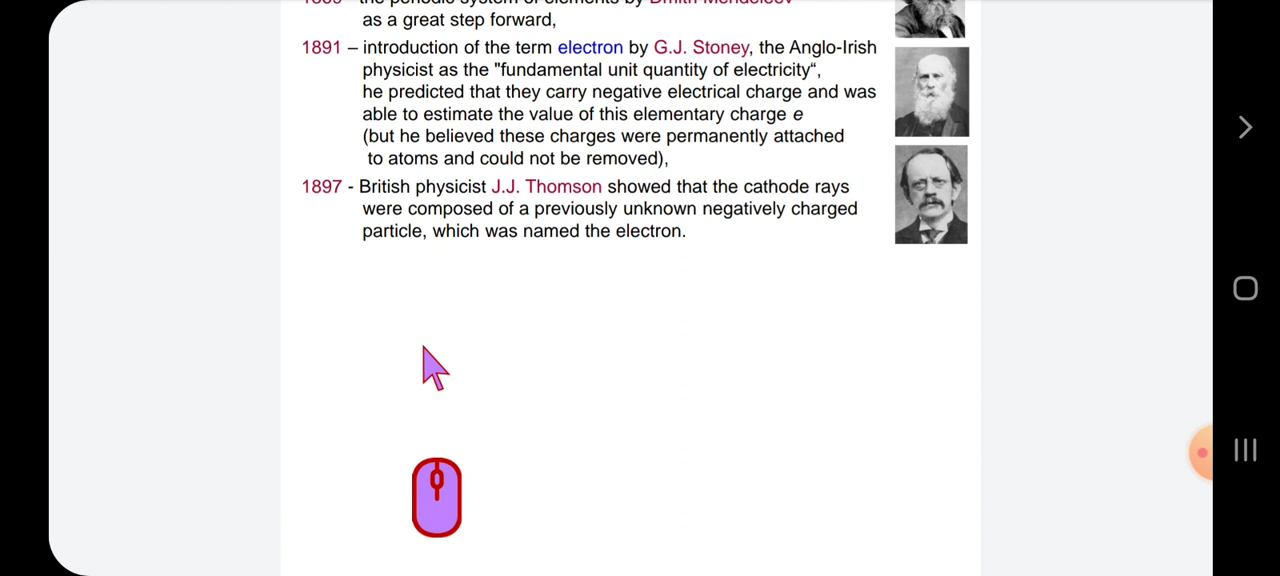 as a great step forward,
1891 – introduction of the term electron by G.J. Stoney, the Anglo-Irish
physicist as the "fundamental unit quantity of electricity“,
he predicted that they carry negative electrical charge and was
able to estimate the value of this elementary charge e
(but he believed these charges were permanently attached
to atoms and could not be removed),
1897 - British physicist J.J. Thomson showed that the cathode rays
were composed of a previously unknown negatively charged
particle, which was named the electron.